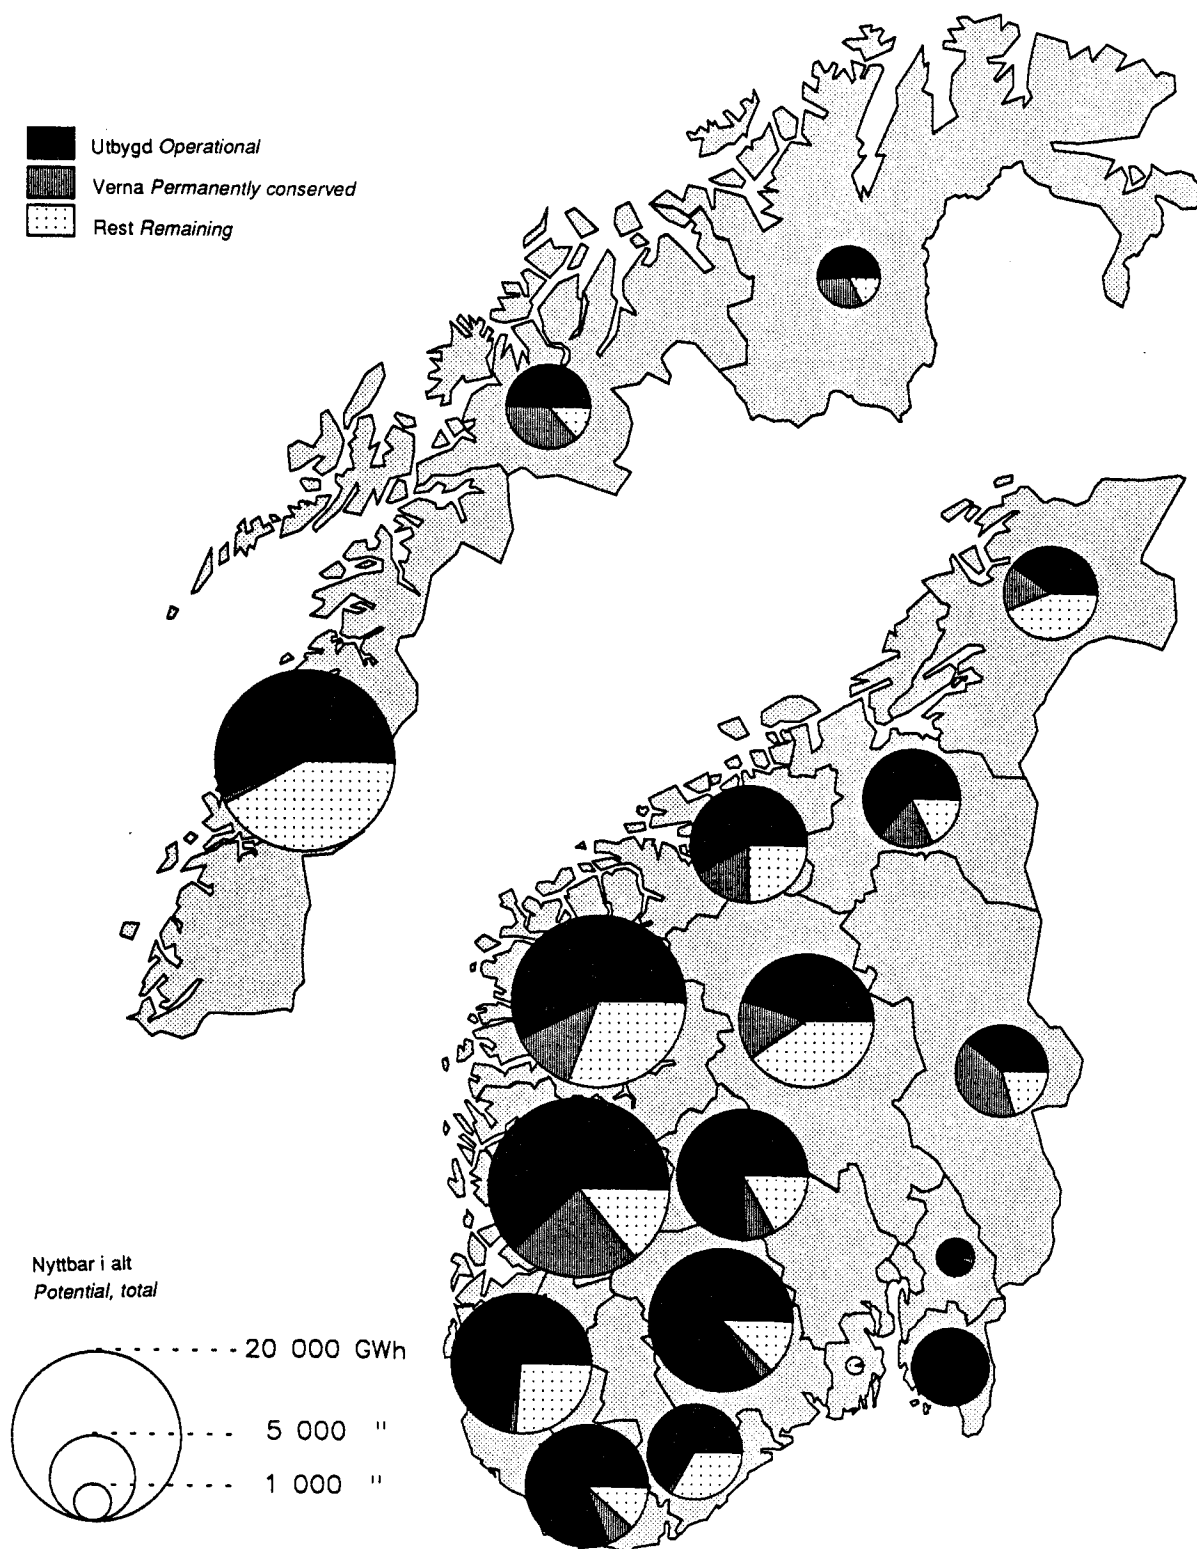 Utbygd Operational
Verna Permanently conserved
Rest Remaining
Nyttbar i alt
Potential, total
20 000 GWh
5 000 "
1 000 "